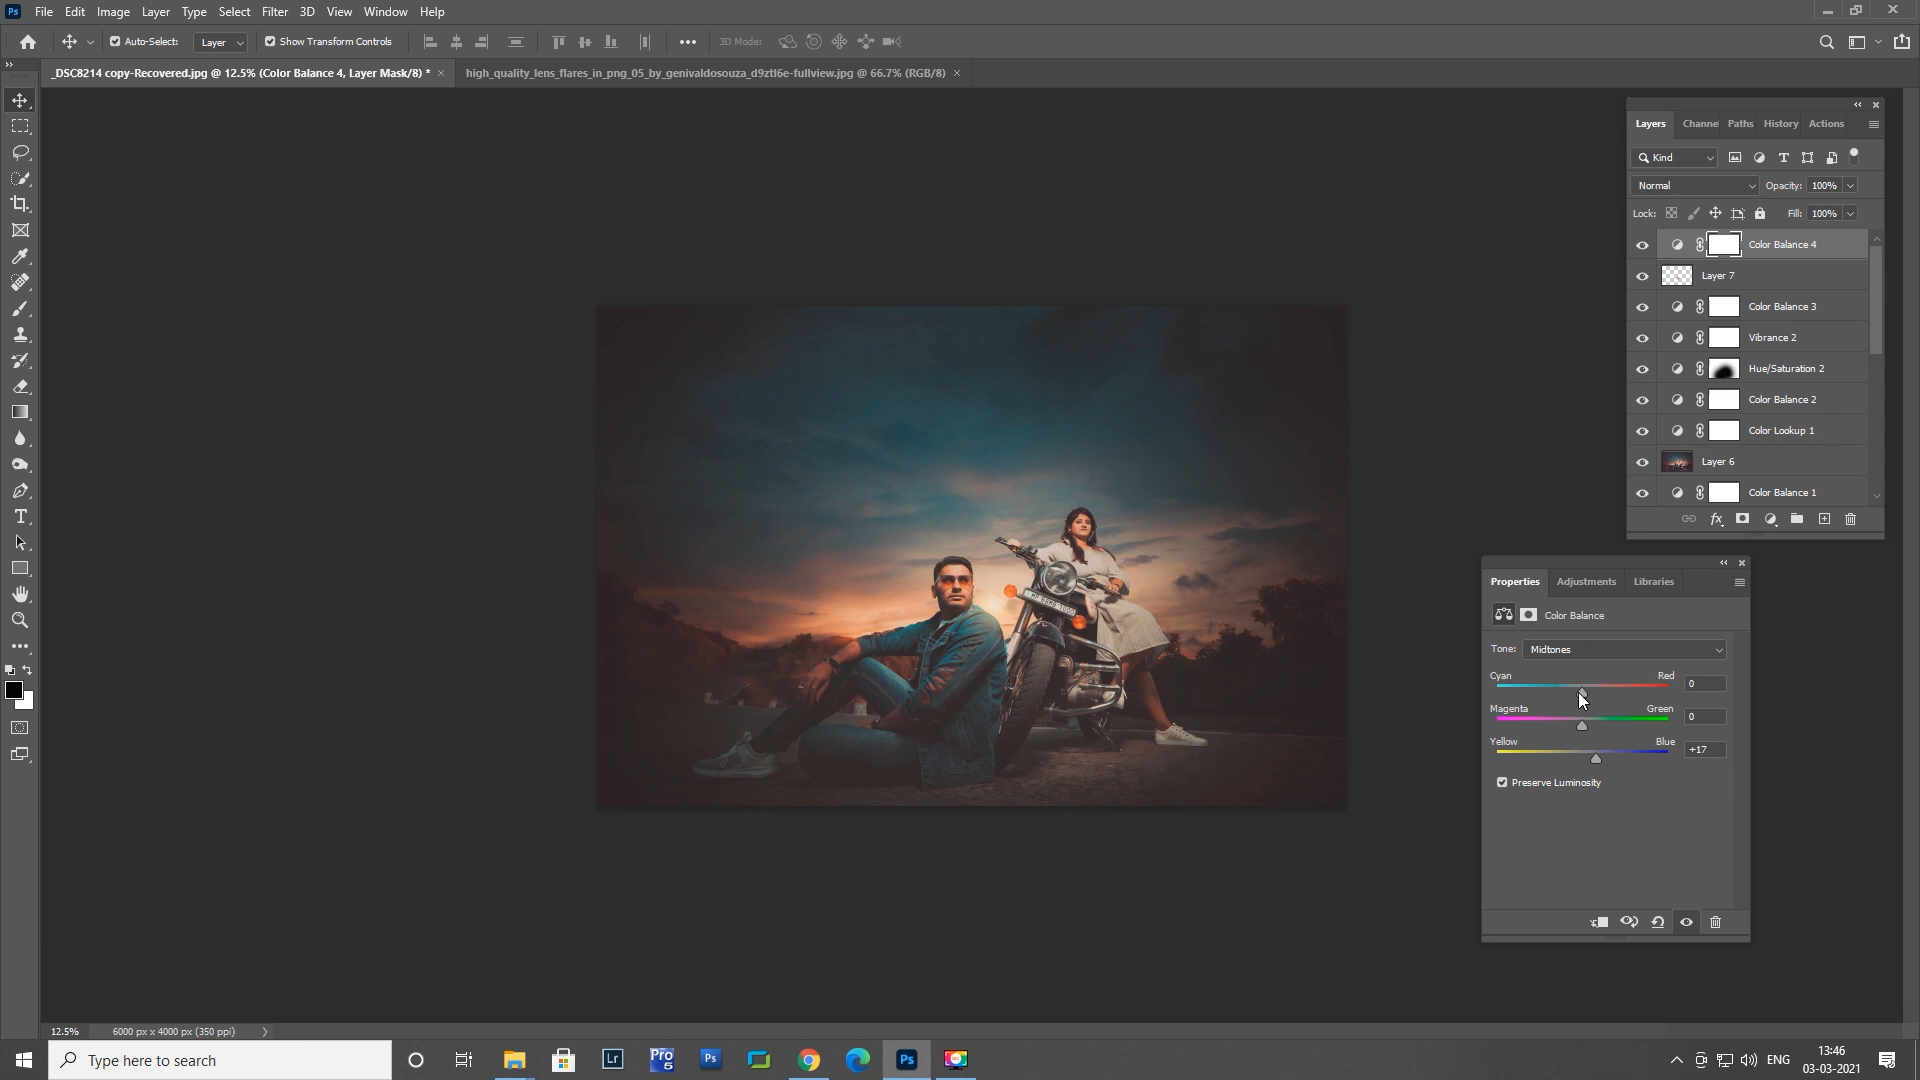 Ps File Edit Image Layer Type Select Filter 3D View Window Help
Auto-Select: Layer Show Transform Controls 3D Mode:
_DSC8214 copy-Recovered.jpg @ 12.5% (Color Balance 4, Layer Mask/8) * × high_quality_lens_flares_in_png_05_by_genivaldosouza_d9ztl6e-fullview.jpg @ 66.7% (RGB/8) ×
Layers Channe Paths History Actions
Kind
Normal Opacity: 100%
Lock: Fill: 100%
Color Balance 4
Layer 7
Color Balance 3
Vibrance 2
Hue/Saturation 2
Color Balance 2
Color Lookup 1
Layer 6
Color Balance 1
fx
Properties Adjustments Libraries
Color Balance
Tone: Midtones
Cyan Red 0
Magenta Green 0
Yellow Blue +17
Preserve Luminosity
12.5% 6000 px x 4000 px (350 ppi)
Type here to search
Lr
Pro 5
Ps
Ps
ENG
13:46
03-03-2021